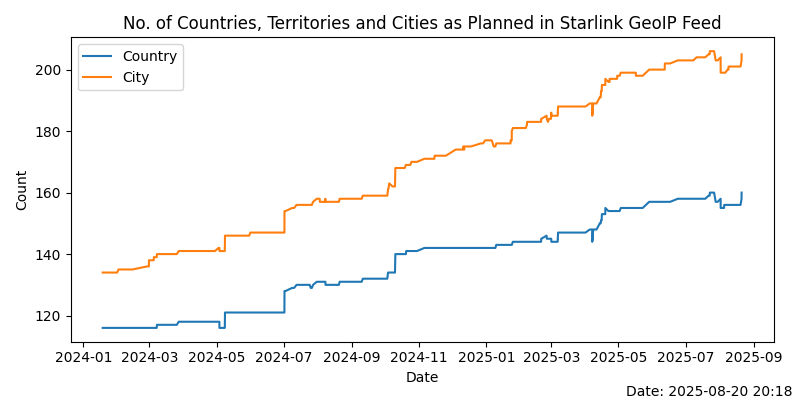 No. of Countries, Territories and Cities as Planned in Starlink GeoIP Feed
Country
City
200
180
160
140
120
Count
2024-01 2024-03 2024-05 2024-07 2024-09 2024-11 2025-01 2025-03 2025-05 2025-07 2025-09
Date
Date: 2025-08-20 20:18